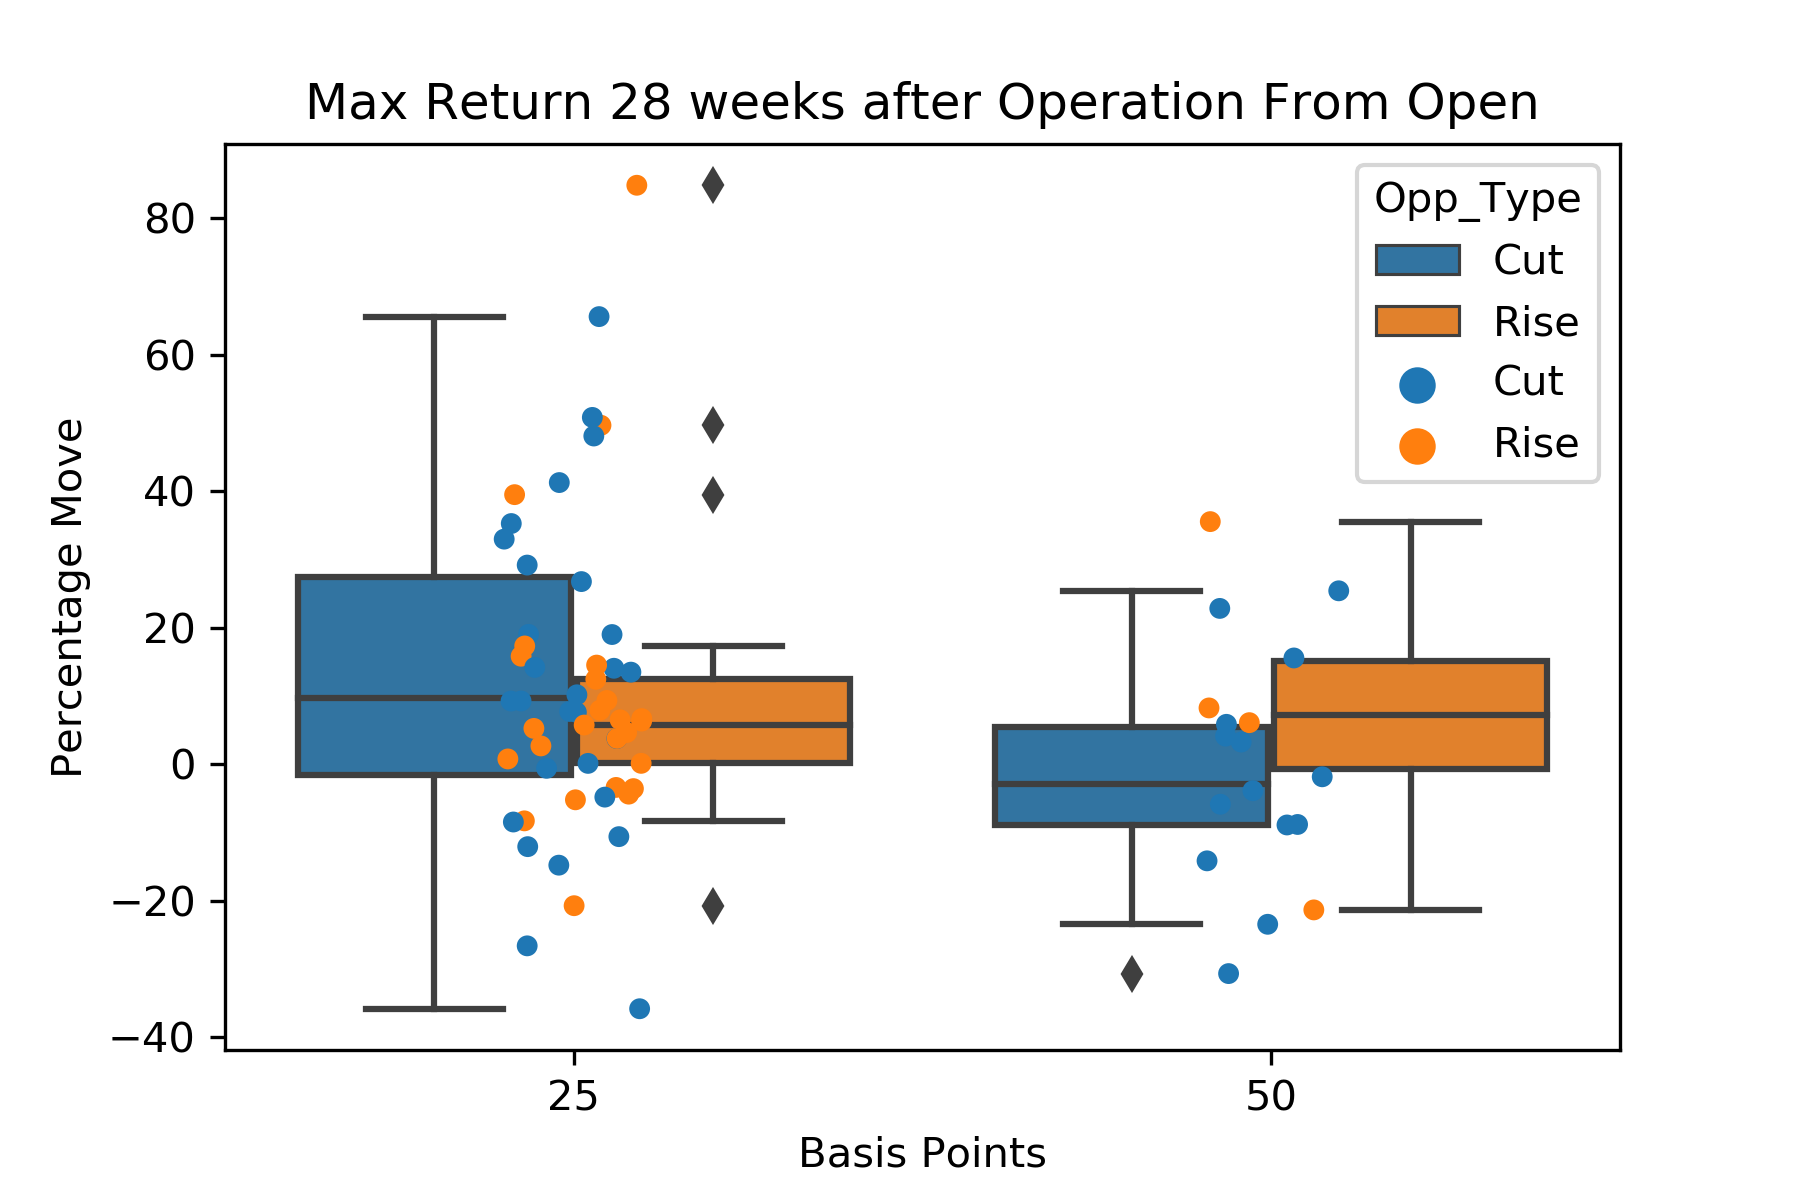 Max Return 28 weeks after Operation From Open
Percentage Move
80
60
40
20
0
−20
−40
Opp_Type
Cut
Rise
Cut
Rise
25
50
Basis Points